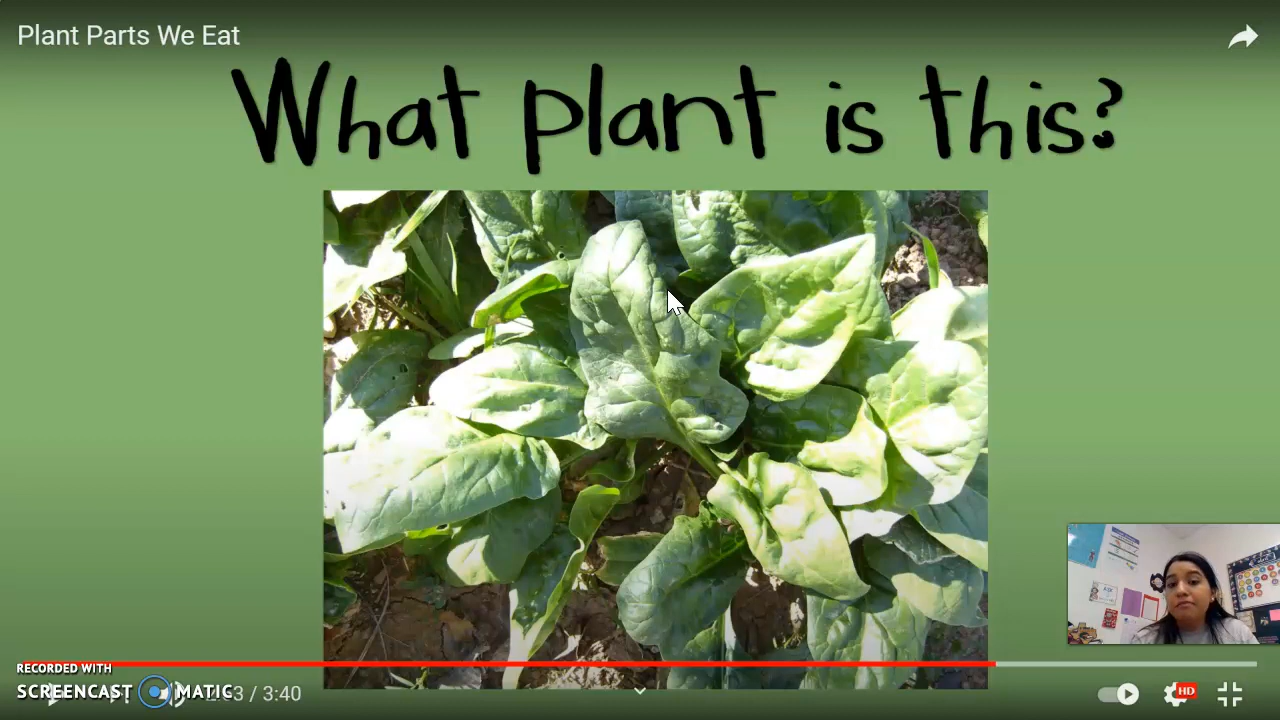 Plant Parts We Eat
What plant is this?
RECORDED WITH
SCREENCAST MATIC
/ 3:40
HD